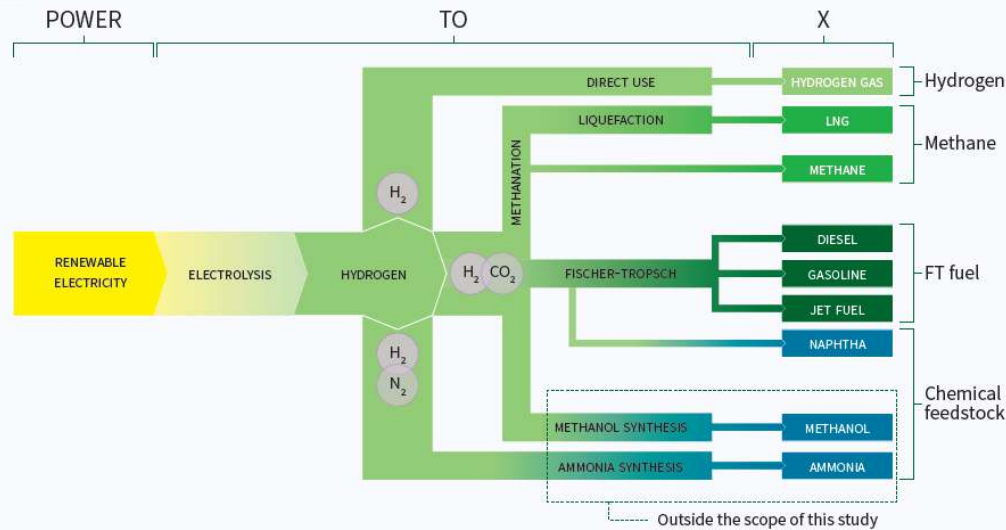 POWER
TO
X
DIRECT USE
HYDROGEN GAS
Hydrogen
LIQUEFACTION
LNG
METHANATION
METHANE
Methane
H₂
RENEWABLE
ELECTRICITY
ELECTROLYSIS
HYDROGEN
H₂
CO₂
FISCHER-TROPSCH
DIESEL
GASOLINE
JET FUEL
FT fuel
NAPHTHA
H₂
N₂
Chemical
feedstock
METHANOL SYNTHESIS
METHANOL
AMMONIA SYNTHESIS
AMMONIA
Outside the scope of this study